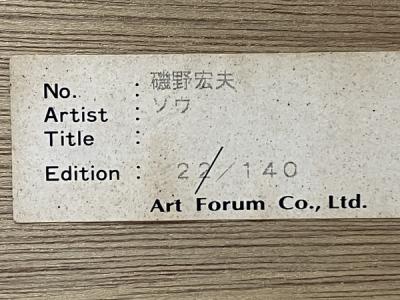 No. : 磯野宏夫
Artist : ゾウ
Title :
Edition : 22/140
Art Forum Co., Ltd.